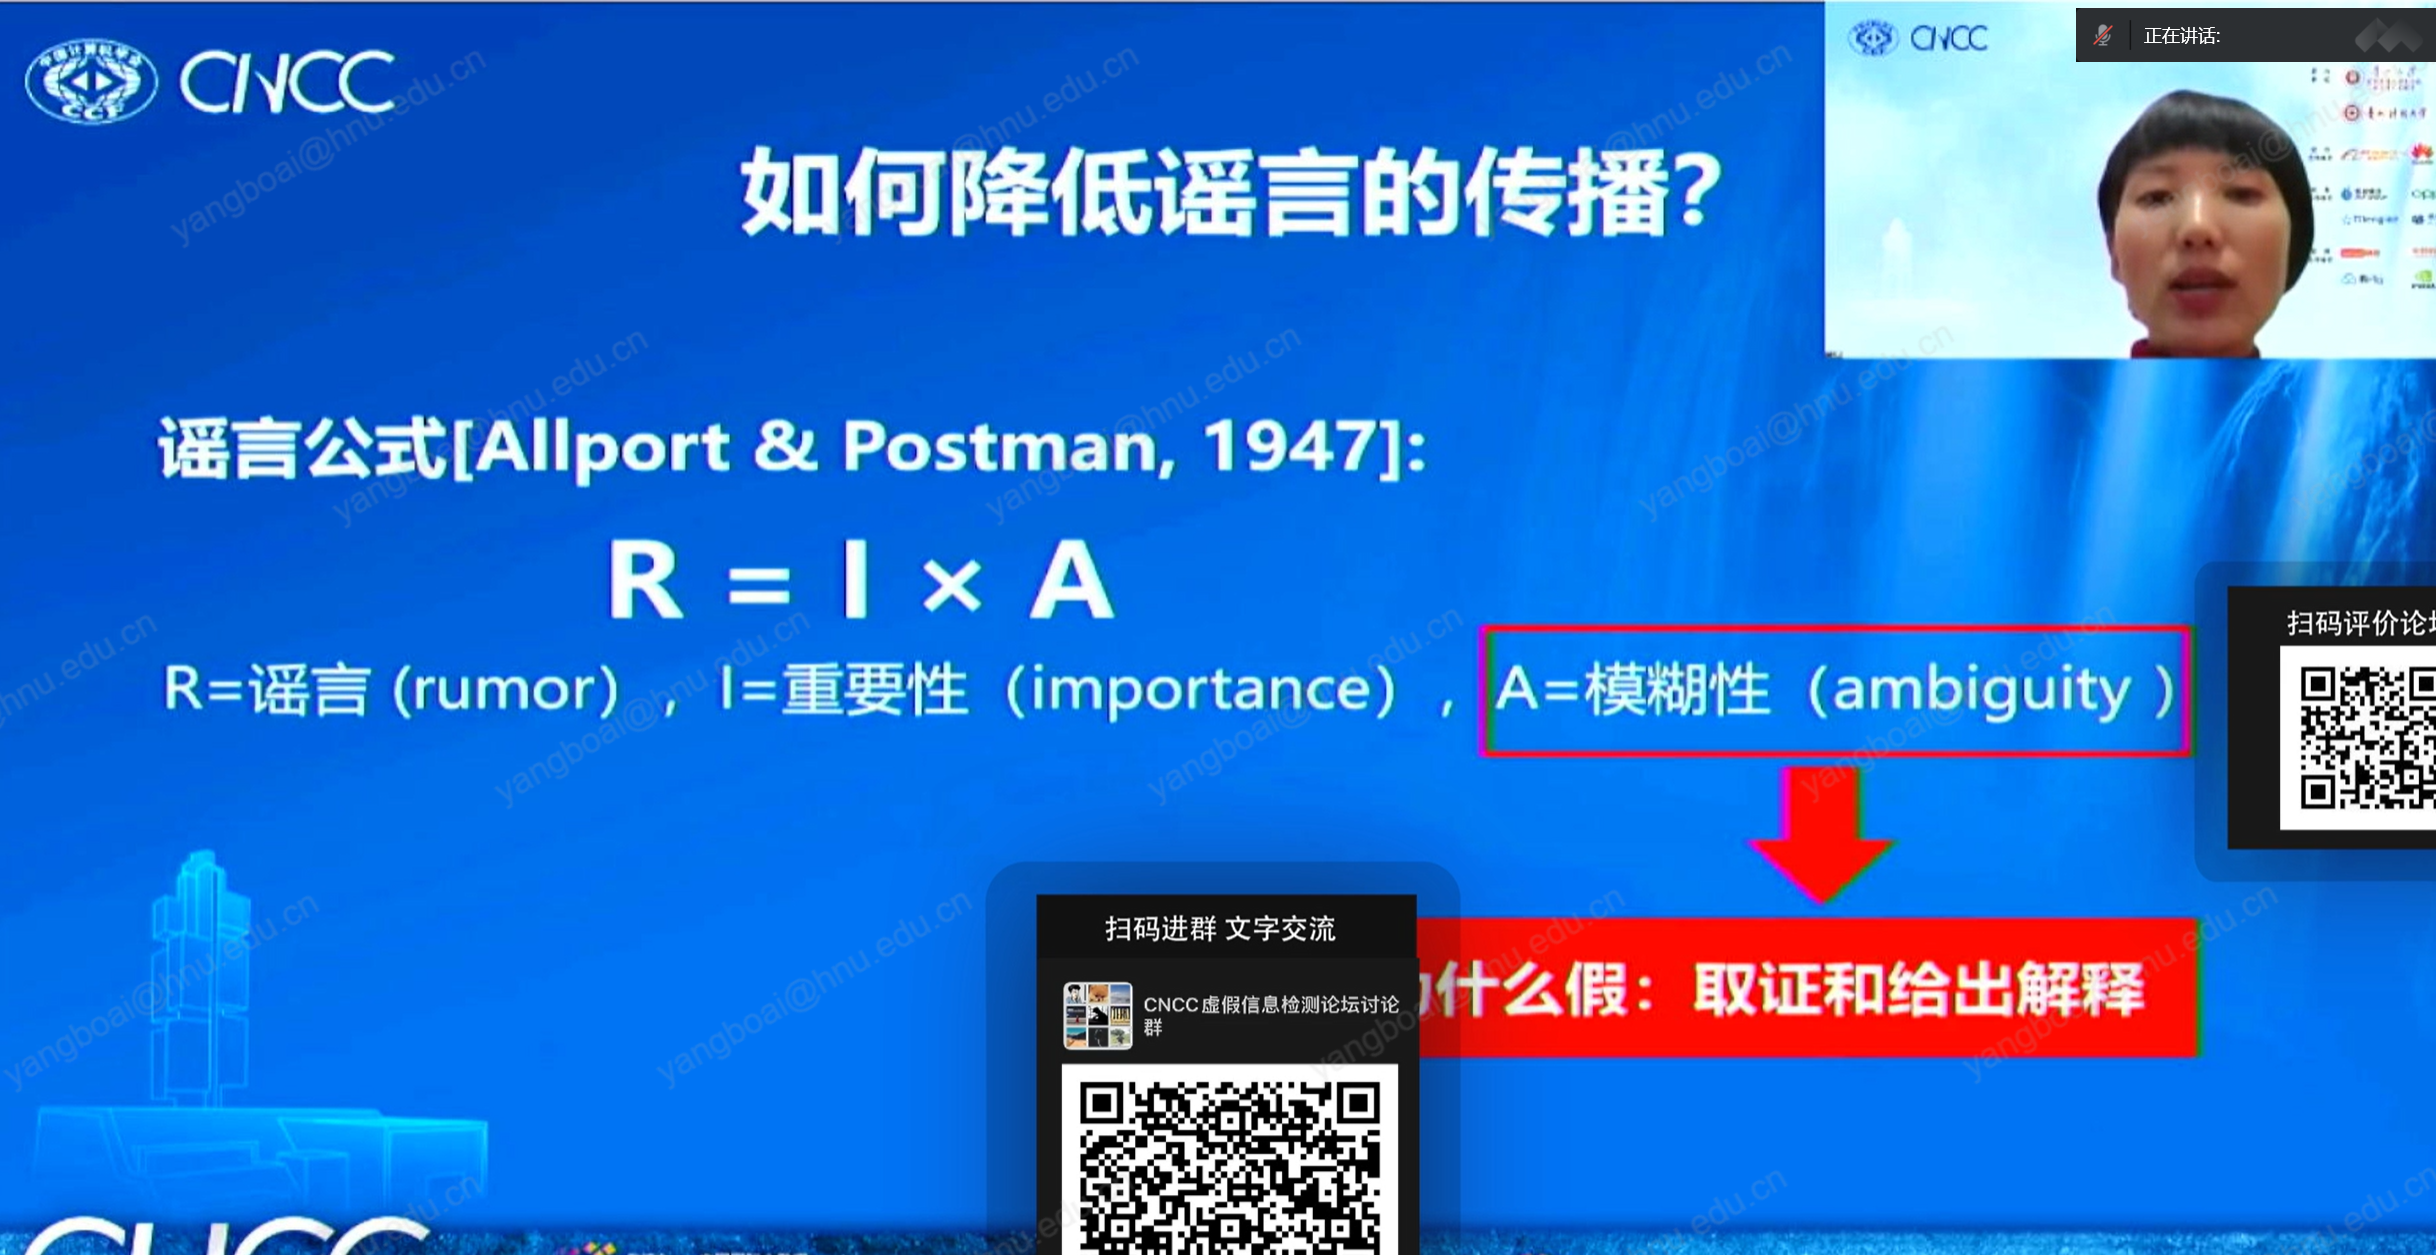 CNCC
CNCC
正在讲话:
如何降低谣言的传播？
谣言公式[Allport & Postman, 1947]:
R = I × A
R=谣言 (rumor) ，I=重要性（importance），A=模糊性（ambiguity ）
扫码评价论
扫码进群 文字交流
什么假：取证和给出解释
CNCC虚假信息检测论坛讨论
群
CNCC
yangboai@hnu.edu.cn